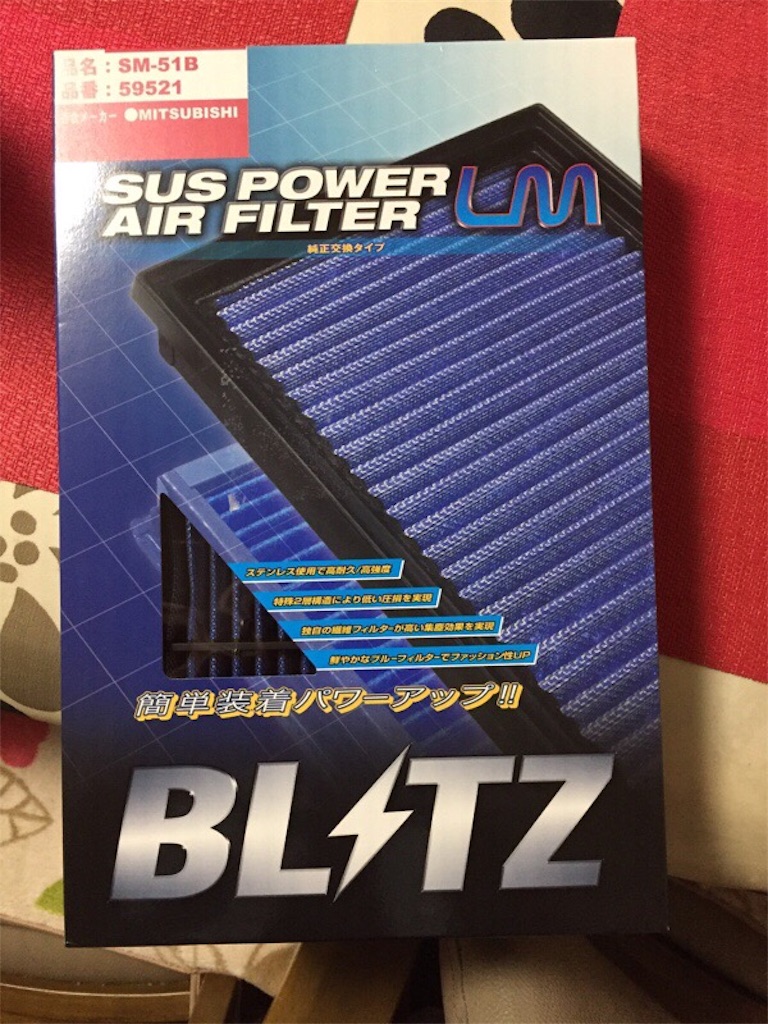 品名：SM-51B
品番：59521
メーカー ●MITSUBISHI
SUS POWER
AIR FILTER LM
純正交換タイプ
ステンレス使用で高耐久/高強度
特殊2層構造により低い圧損を実現
独自の繊維フィルターが高い集塵効果を実現
鮮やかなブルーフィルターでファッション性UP
簡単装着パワーアップ!!
BLITZ